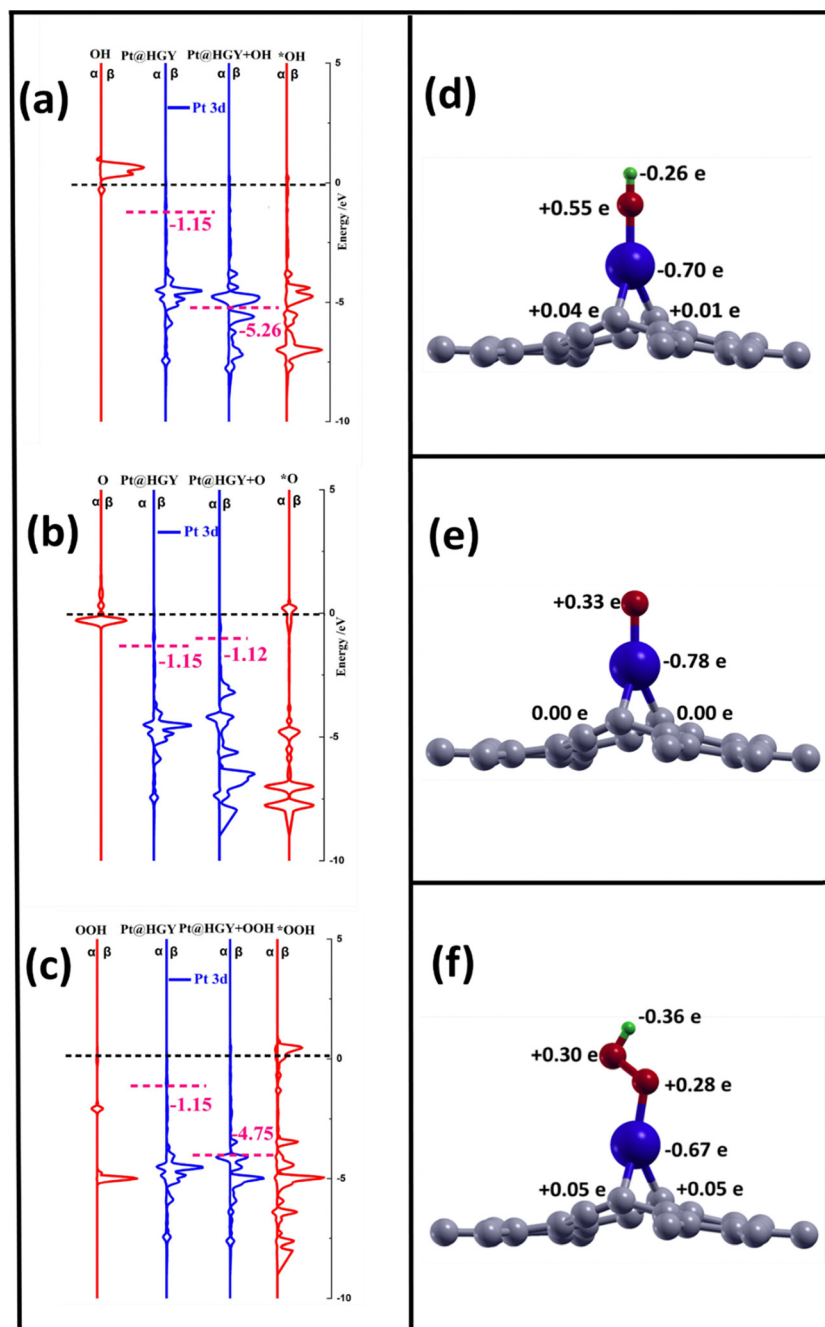 (a)
OH Pt@HGY Pt@HGY+OH *OH
α β α β α β α β
Pt 3d
5
0
-5
-10
Energy /eV
-1.15
-5.26
(b)
O Pt@HGY Pt@HGY+O *O
α β α β α β α β
Pt 3d
5
0
-5
-10
Energy /eV
-1.15
-1.12
(c)
OOH Pt@HGY Pt@HGY+OOH *OOH
α β α β α β α β
Pt 3d
5
0
-5
-10
-1.15
-4.75
(d)
-0.26 e
+0.55 e
-0.70 e
+0.04 e +0.01 e
(e)
+0.33 e
-0.78 e
0.00 e 0.00 e
(f)
-0.36 e
+0.30 e
+0.28 e
-0.67 e
+0.05 e +0.05 e